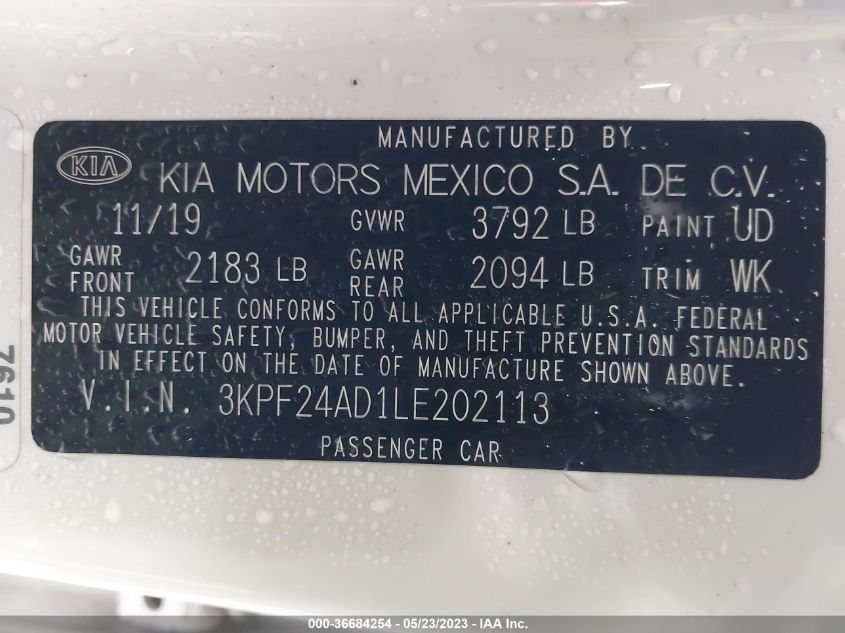 MANUFACTURED BY
KIA KIA MOTORS MEXICO S.A. DE C.V.
11/19 GVWR 3792 LB PAINT UD
GAWR FRONT 2183 LB GAWR REAR 2094 LB TRIM WK
THIS VEHICLE CONFORMS TO ALL APPLICABLE U.S.A. FEDERAL
MOTOR VEHICLE SAFETY, BUMPER, AND THEFT PREVENTION STANDARDS
IN EFFECT ON THE DATE OF MANUFACTURE SHOWN ABOVE.
V.I.N. 3KPF24AD1LE202113
PASSENGER CAR
000-36684254 - 05/23/2023 - IAA Inc.